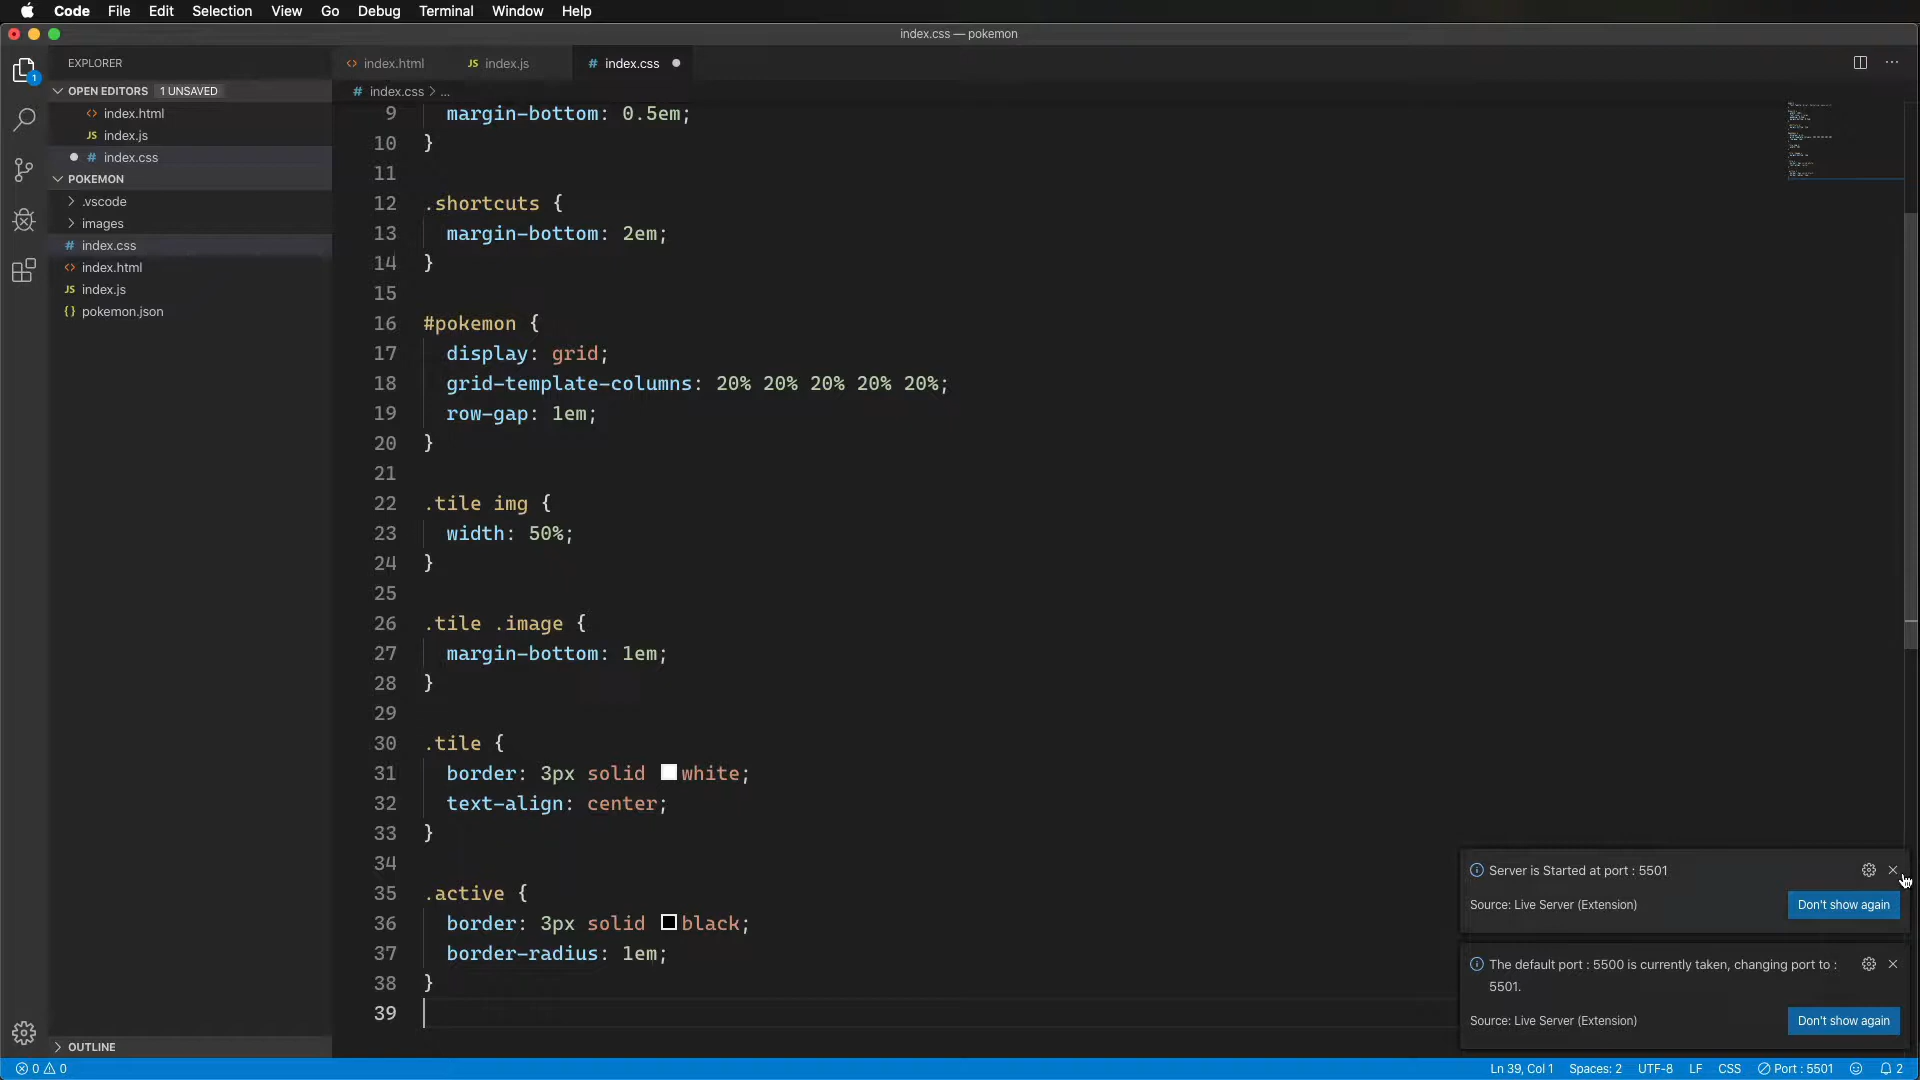 Code File Edit Selection View Go Debug Terminal Window Help
index.css — pokemon
EXPLORER
index.html
JS index.js
# index.css
OPEN EDITORS 1 UNSAVED
# index.css > ...
index.html
JS index.js
# index.css
POKEMON
.vscode
images
# index.css
index.html
JS index.js
{} pokemon.json
9 margin-bottom: 0.5em;
10 }
11
12 .shortcuts {
13 margin-bottom: 2em;
14 }
15
16 #pokemon {
17 display: grid;
18 grid-template-columns: 20% 20% 20% 20% 20%;
19 row-gap: 1em;
20 }
21
22 .tile img {
23 width: 50%;
24 }
25
26 .tile .image {
27 margin-bottom: 1em;
28 }
29
30 .tile {
31 border: 3px solid white;
32 text-align: center;
33 }
34
35 .active {
36 border: 3px solid black;
37 border-radius: 1em;
38 }
39
Server is Started at port : 5501
Source: Live Server (Extension) Don't show again
The default port : 5500 is currently taken, changing port to :
5501.
Source: Live Server (Extension) Don't show again
OUTLINE
0 0 Ln 39, Col 1 Spaces: 2 UTF-8 LF CSS Port : 5501 2
1